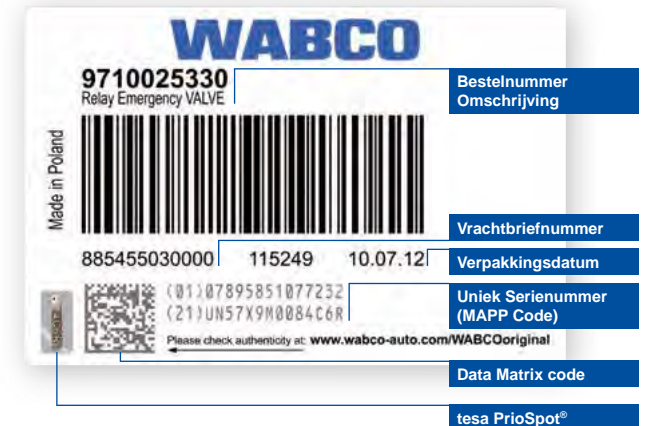 WABCO
9710025330
Relay Emergency VALVE
Bestelnummer
Omschrijving
Made in Poland
Vrachtbriefnummer
885455030000 115249 10.07.12
Verpakkingsdatum
(01)07895851077232
(21)UN57X9M0084C6R
Uniek Serienummer
(MAPP Code)
Please check authenticity at: www.wabco-auto.com/WABCOoriginal
Data Matrix code
tesa PrioSpot®